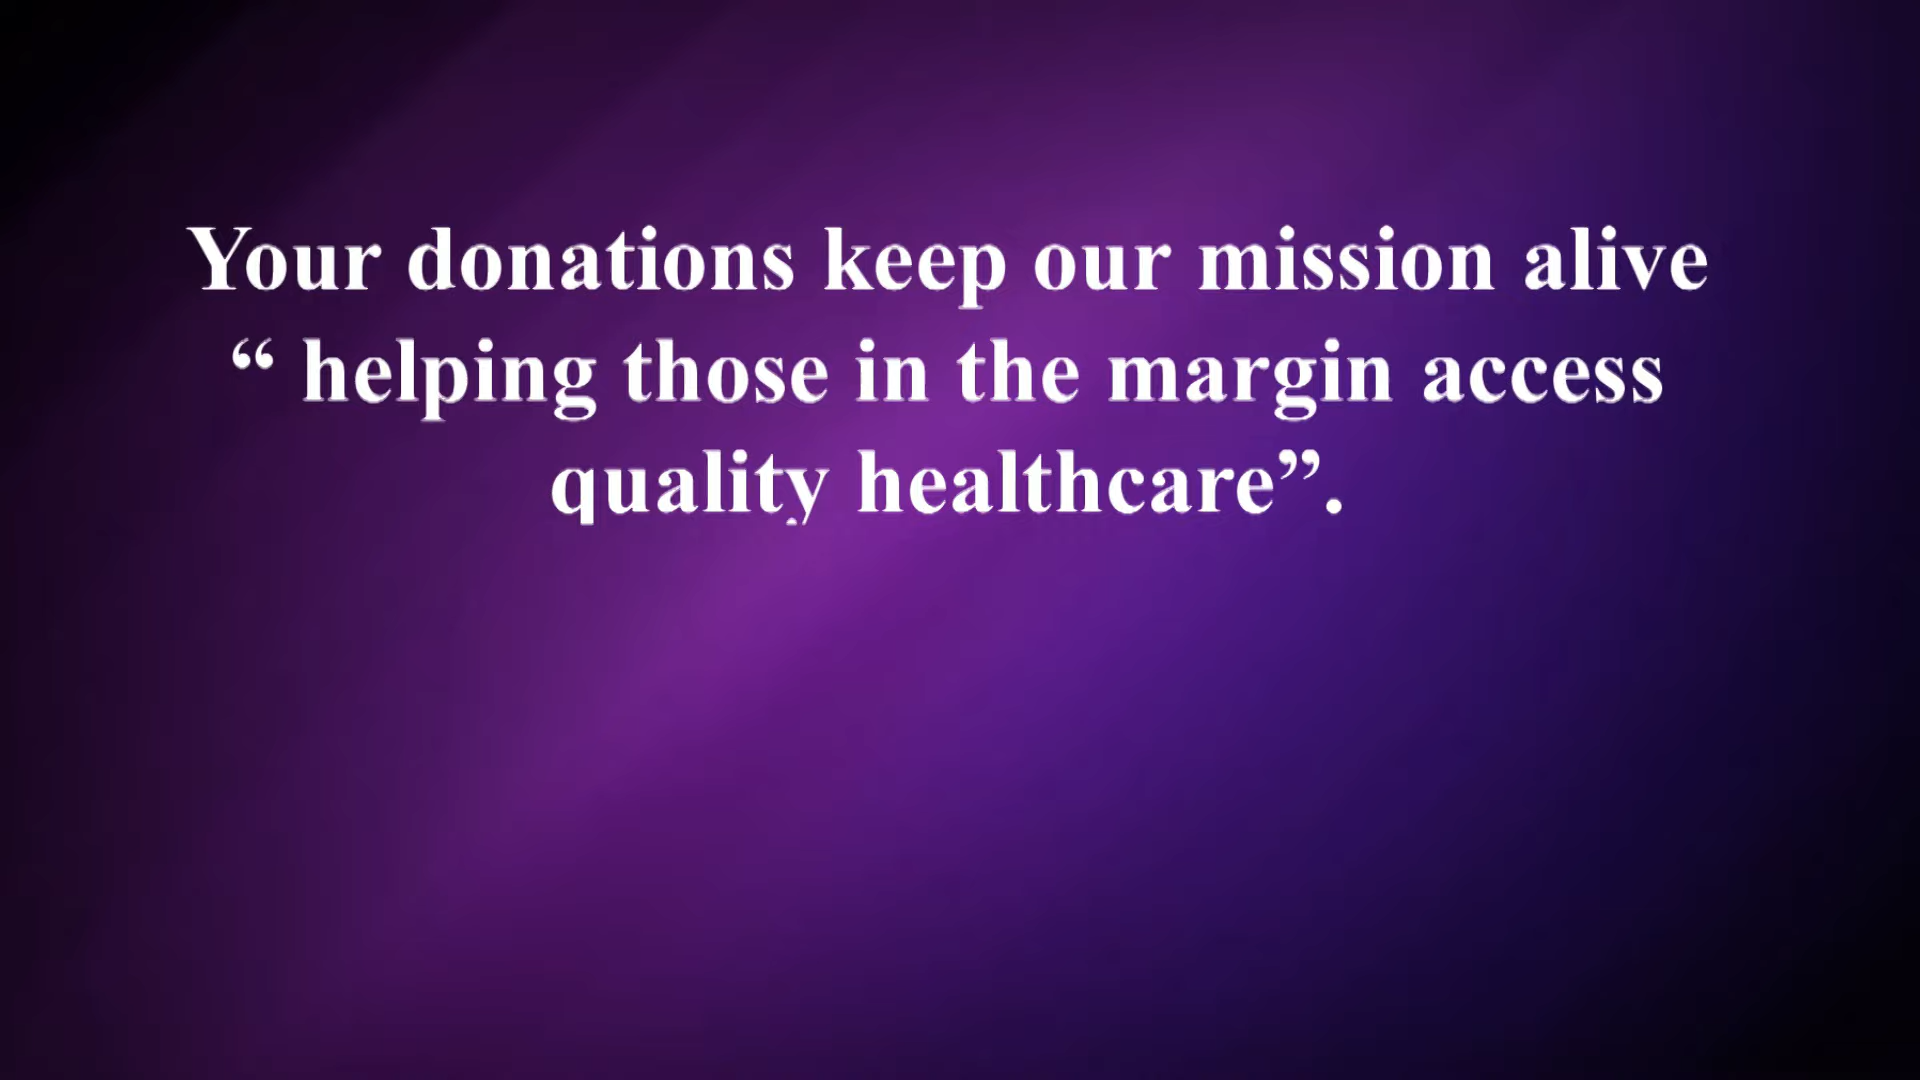 Your donations keep our mission alive
“ helping those in the margin access
quality healthcare”.